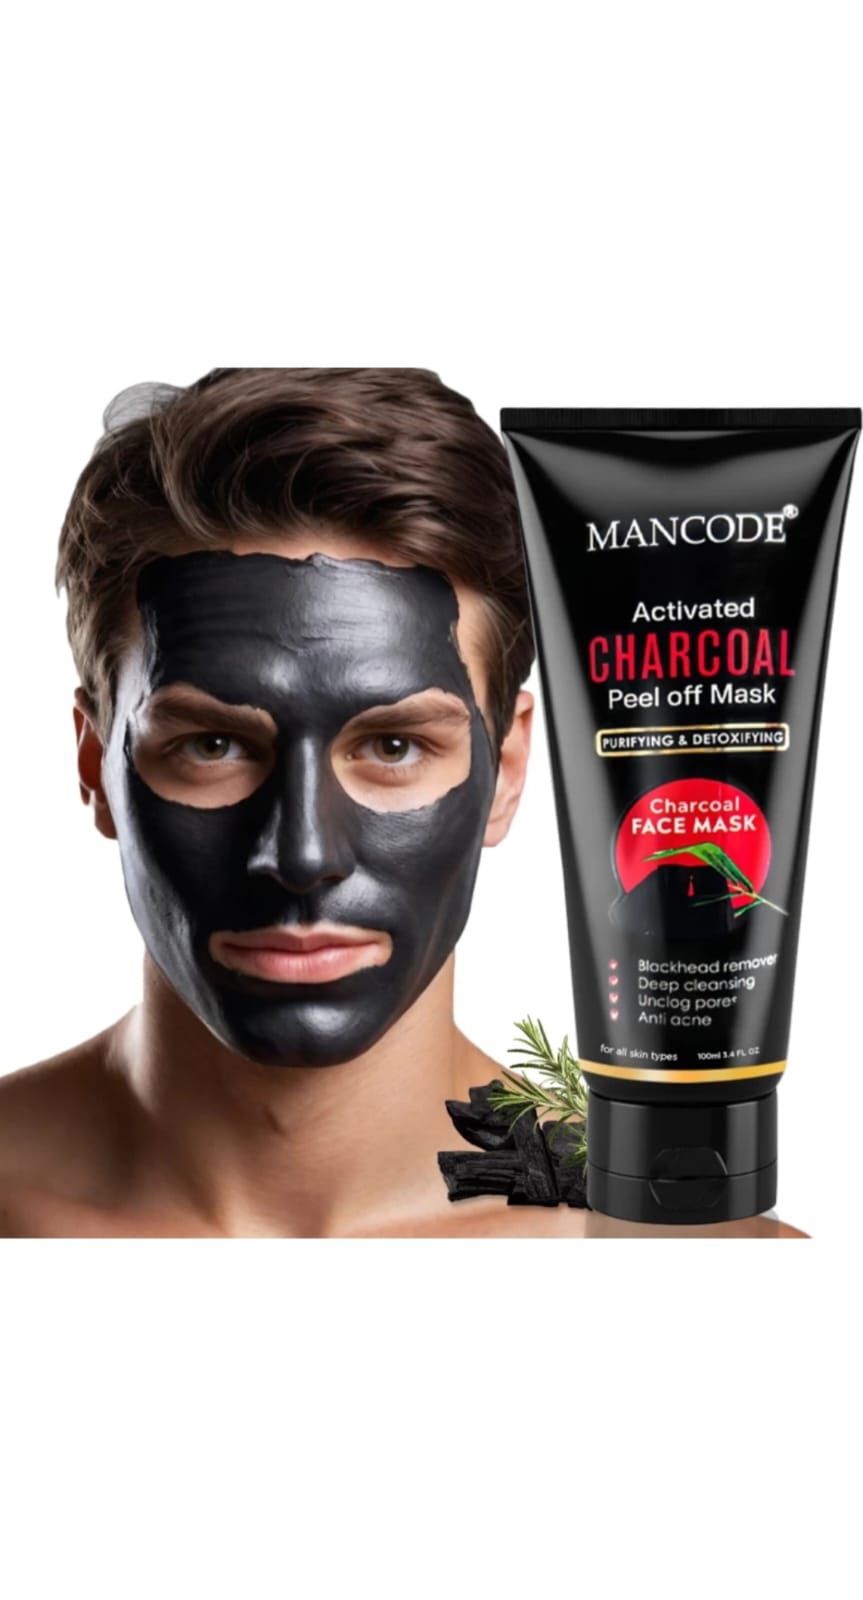 MANCODE®
Activated
CHARCOAL
Peel off Mask
PURIFYING & DETOXIFYING
Charcoal
FACE MASK
Blackhead remover
Deep cleansing
Unclog pores
Anti acne
for all skin types 100ml 3.4 FL OZ